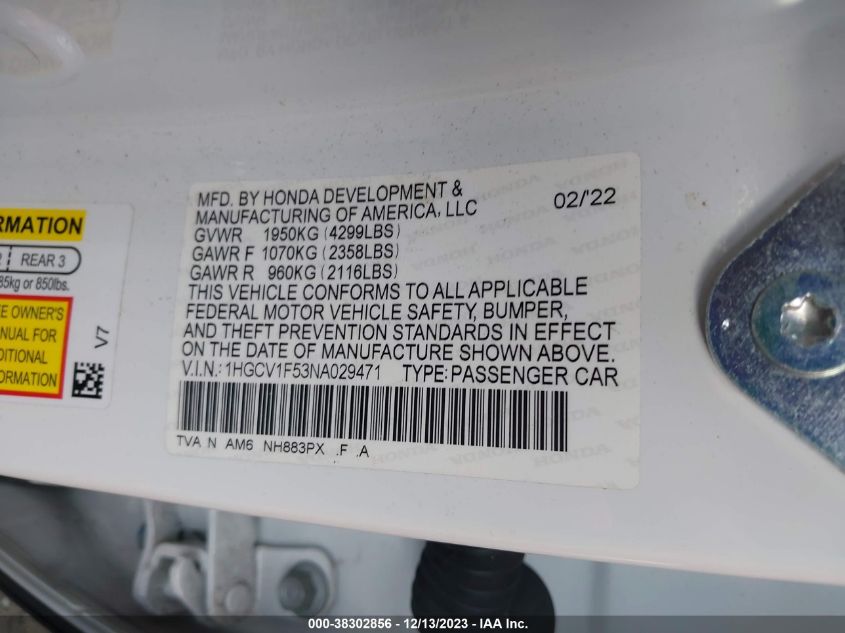 MFD. BY HONDA DEVELOPMENT &
MANUFACTURING OF AMERICA, LLC 02/'22
GVWR 1950KG (4299LBS)
GAWR F 1070KG (2358LBS)
GAWR R 960KG (2116LBS)
THIS VEHICLE CONFORMS TO ALL APPLICABLE
FEDERAL MOTOR VEHICLE SAFETY, BUMPER,
AND THEFT PREVENTION STANDARDS IN EFFECT
ON THE DATE OF MANUFACTURE SHOWN ABOVE.
V.I.N.: 1HGCV1F53NA029471 TYPE: PASSENGER CAR
TVA N AM6 NH883PX .F .A
RMATION
2 REAR 3
85kg or 850lbs.
E OWNER'S
ANUAL FOR
DITIONAL
FORMATION
V7
000-38302856 - 12/13/2023 - IAA Inc.